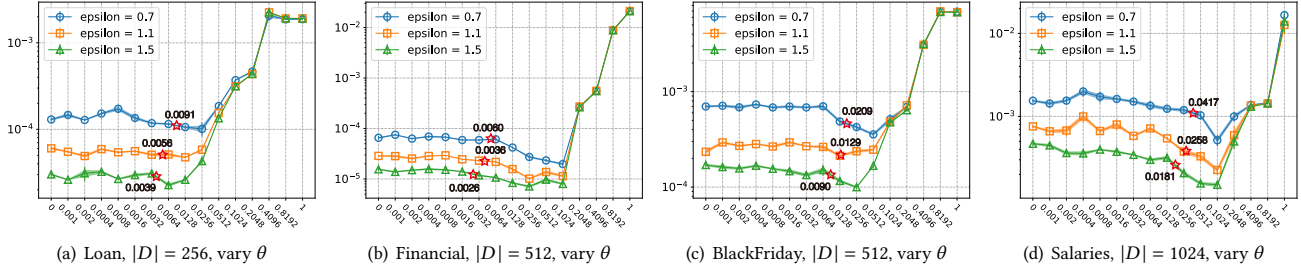 10⁻³
10⁻⁴
epsilon = 0.7
epsilon = 1.1
epsilon = 1.5
0.0091
0.0056
0.0039
0 0.001 0.002 0.0004 0.0008 0.0016 0.0032 0.0064 0.0128 0.0256 0.0512 0.1024 0.2048 0.4096 0.8192 1
(a) Loan, |D| = 256, vary θ
10⁻²
10⁻³
10⁻⁴
10⁻⁵
epsilon = 0.7
epsilon = 1.1
epsilon = 1.5
0.0060
0.0036
0.0026
0 0.001 0.002 0.0004 0.0008 0.0016 0.0032 0.0064 0.0128 0.0256 0.0512 0.1024 0.2048 0.4096 0.8192 1
(b) Financial, |D| = 512, vary θ
10⁻³
10⁻⁴
epsilon = 0.7
epsilon = 1.1
epsilon = 1.5
0.0209
0.0129
0.0090
0 0.001 0.002 0.0004 0.0008 0.0016 0.0032 0.0064 0.0128 0.0256 0.0512 0.1024 0.2048 0.4096 0.8192 1
(c) BlackFriday, |D| = 512, vary θ
10⁻²
10⁻³
10⁻⁴
epsilon = 0.7
epsilon = 1.1
epsilon = 1.5
0.0417
0.0258
0.0181
0 0.001 0.002 0.0004 0.0008 0.0016 0.0032 0.0064 0.0128 0.0256 0.0512 0.1024 0.2048 0.4096 0.8192 1
(d) Salaries, |D| = 1024, vary θ